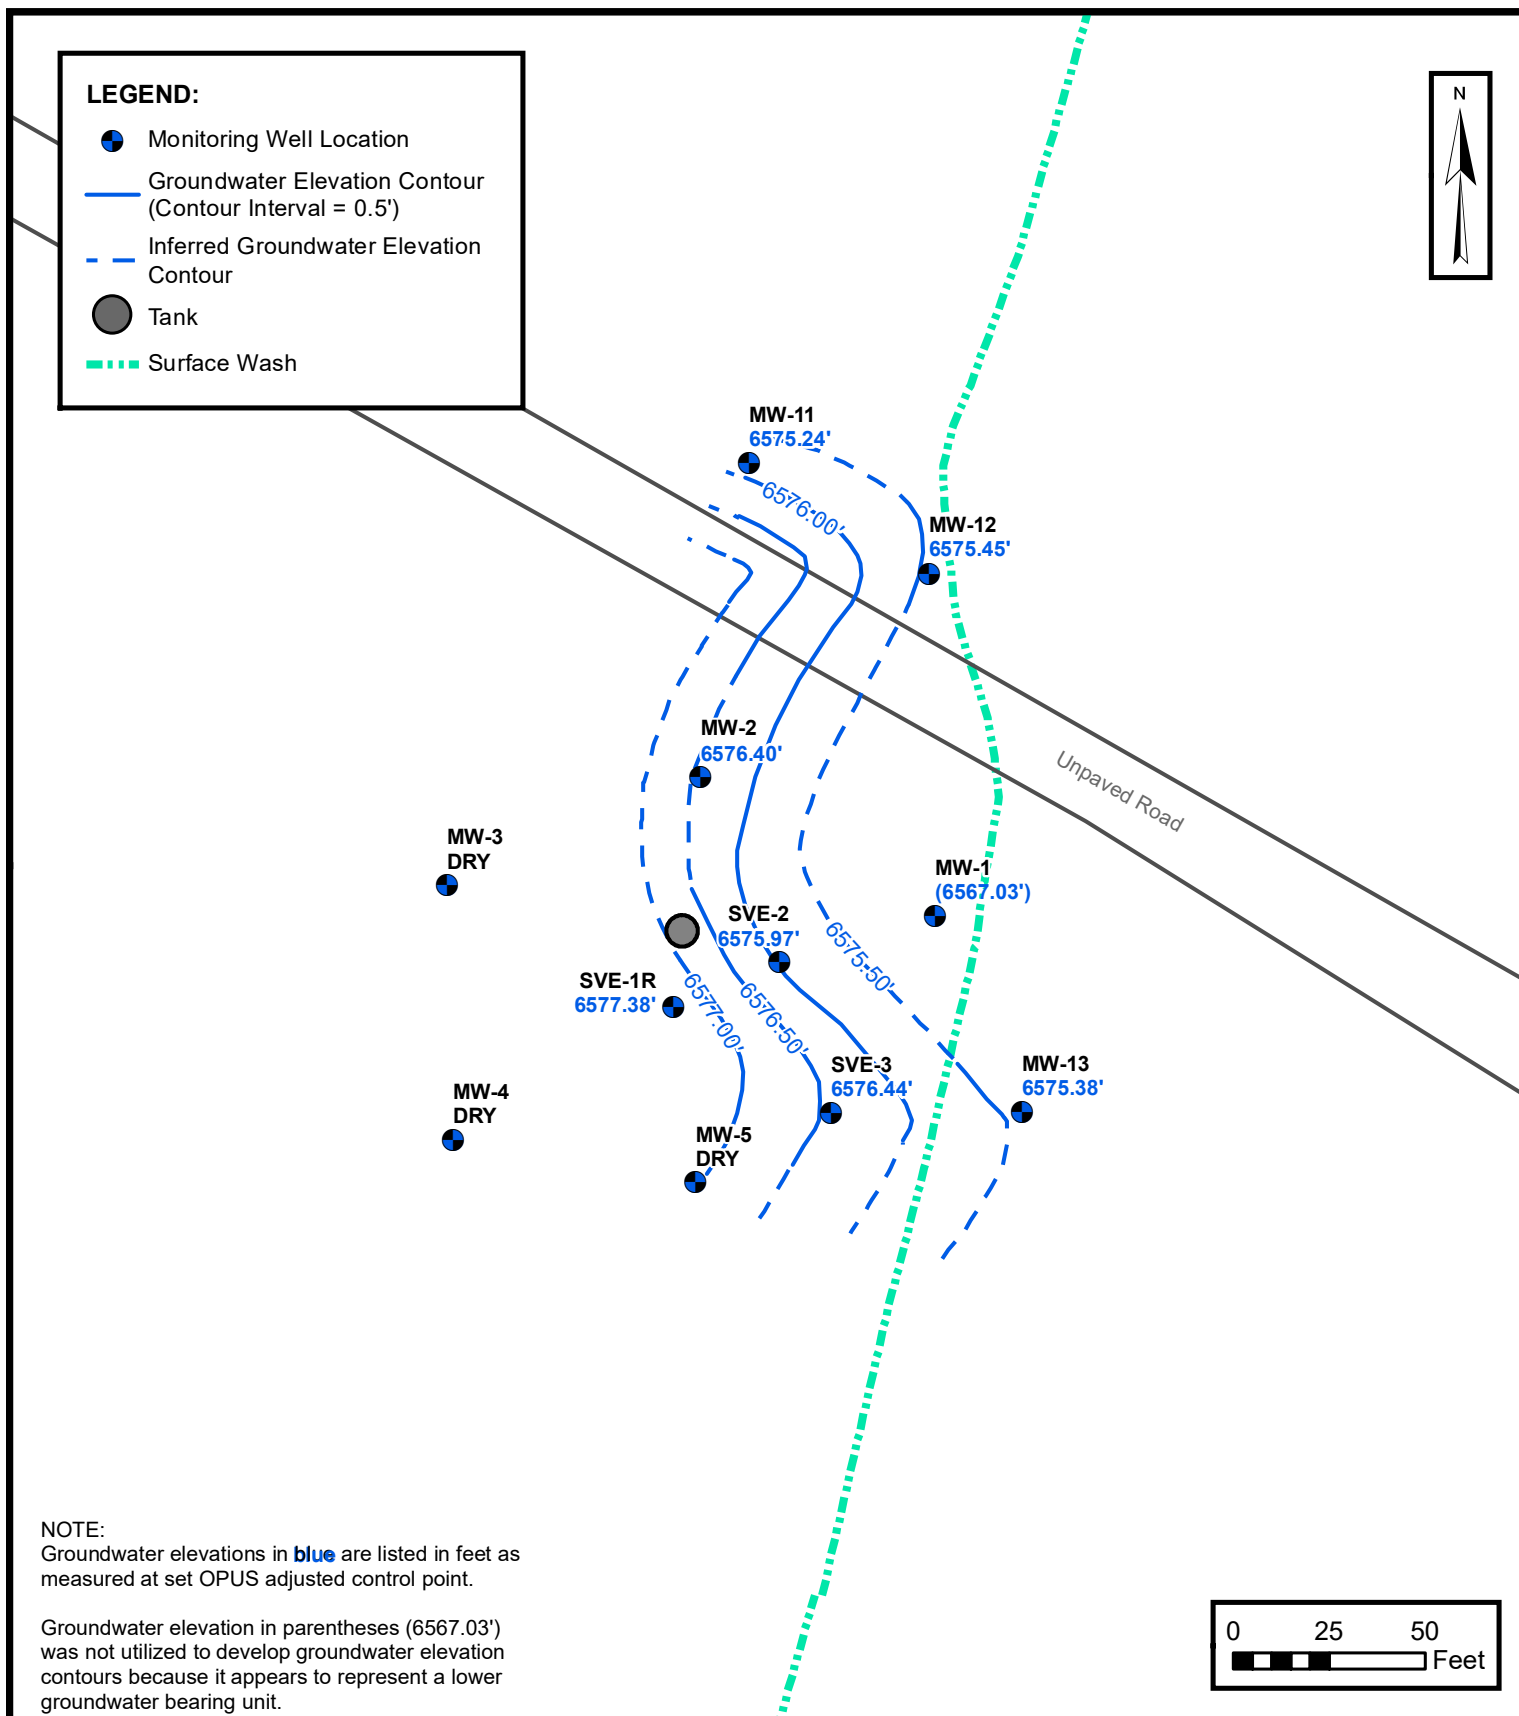 LEGEND:
Monitoring Well Location
Groundwater Elevation Contour
(Contour Interval = 0.5')
Inferred Groundwater Elevation
Contour
Tank
Surface Wash
N
MW-11
6575.24'
6576.00'
MW-12
6575.45'
MW-2
6576.40'
Unpaved Road
MW-3
DRY
MW-1
(6567.03')
SVE-2
6575.97'
6575.50'
SVE-1R
6577.38'
6577.00'
6576.50'
SVE-3
6576.44'
MW-13
6575.38'
MW-4
DRY
MW-5
DRY
NOTE:
Groundwater elevations in blue are listed in feet as
measured at set OPUS adjusted control point.
Groundwater elevation in parentheses (6567.03')
was not utilized to develop groundwater elevation
contours because it appears to represent a lower
groundwater bearing unit.
0 25 50
Feet